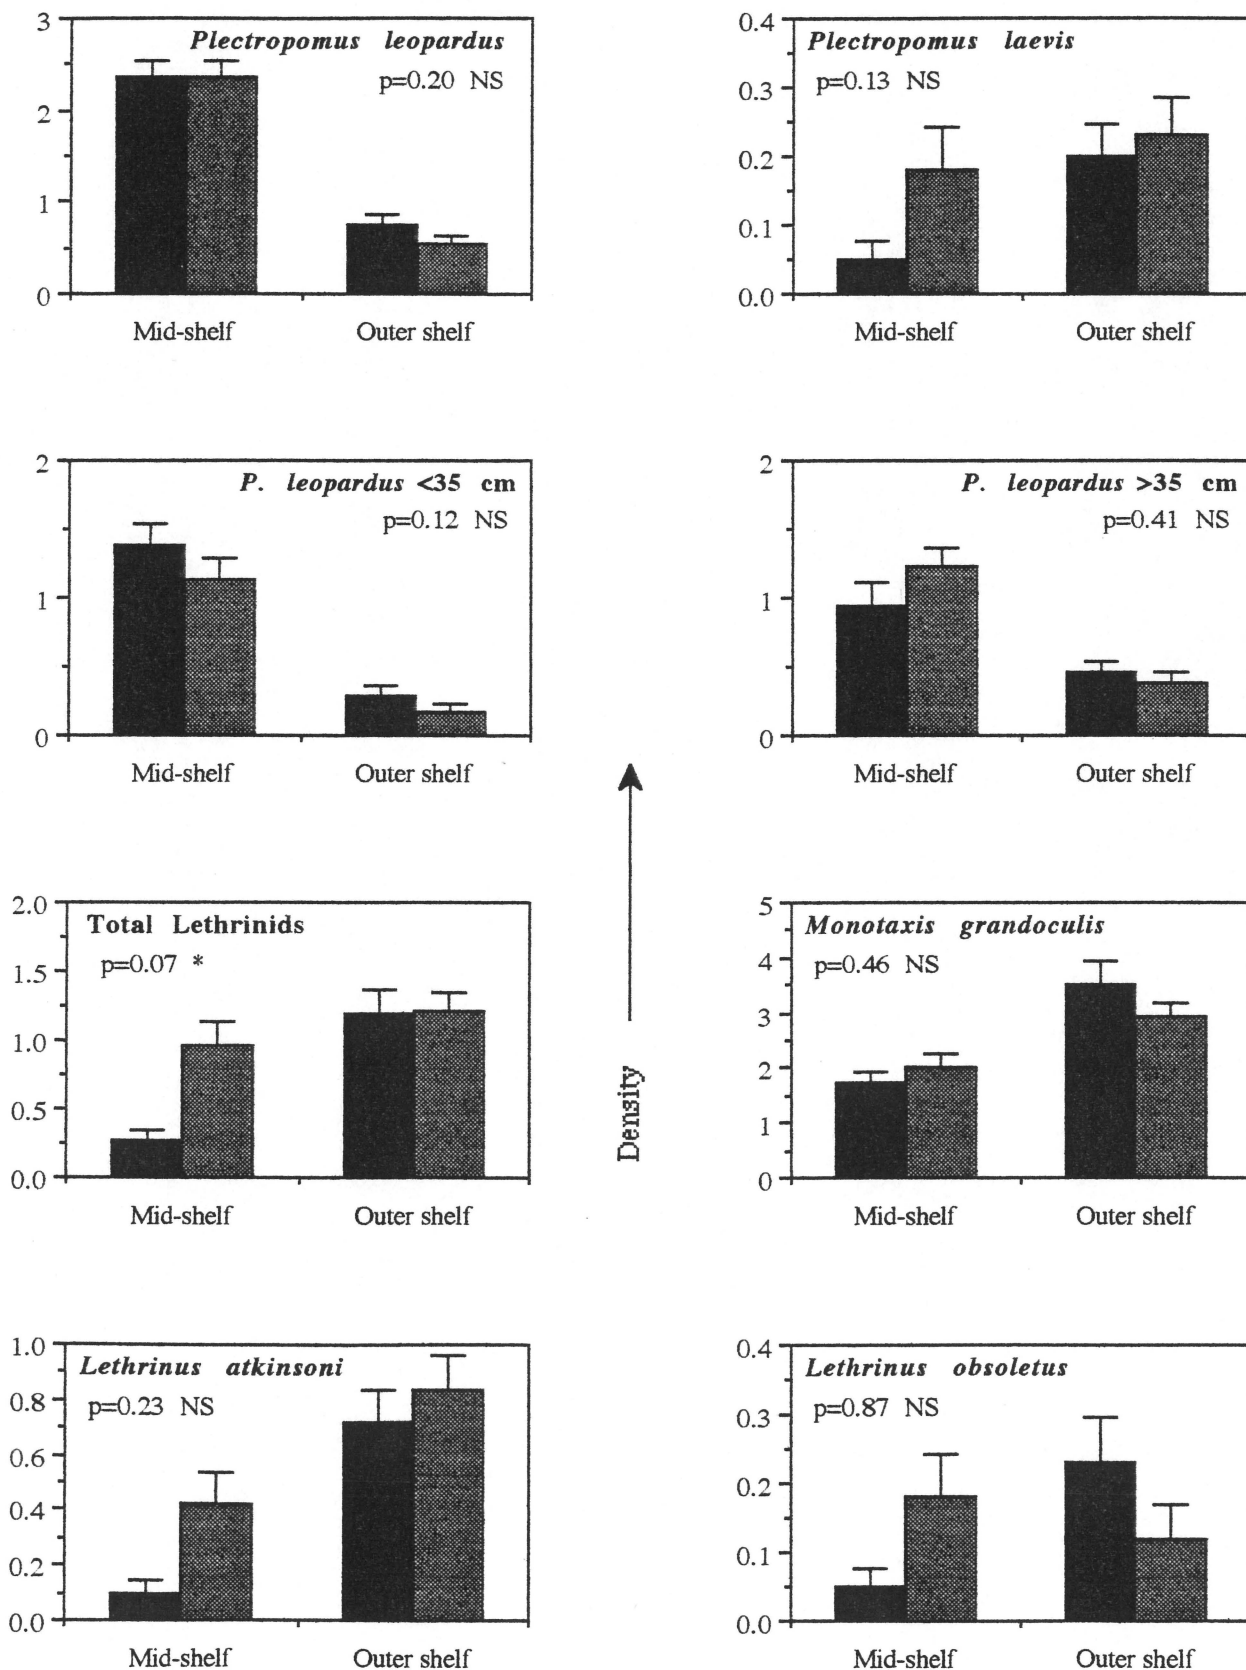 3
2
1
0
Plectropomus leopardus
p=0.20 NS
Mid-shelf Outer shelf
0.4
0.3
0.2
0.1
0.0
Plectropomus laevis
p=0.13 NS
Mid-shelf Outer shelf
2
1
0
P. leopardus <35 cm
p=0.12 NS
Mid-shelf Outer shelf
2
1
0
P. leopardus >35 cm
p=0.41 NS
Mid-shelf Outer shelf
Density
2.0
1.5
1.0
0.5
0.0
Total Lethrinids
p=0.07 *
Mid-shelf Outer shelf
5
4
3
2
1
0
Monotaxis grandoculis
p=0.46 NS
Mid-shelf Outer shelf
1.0
0.8
0.6
0.4
0.2
0.0
Lethrinus atkinsoni
p=0.23 NS
Mid-shelf Outer shelf
0.4
0.3
0.2
0.1
0.0
Lethrinus obsoletus
p=0.87 NS
Mid-shelf Outer shelf